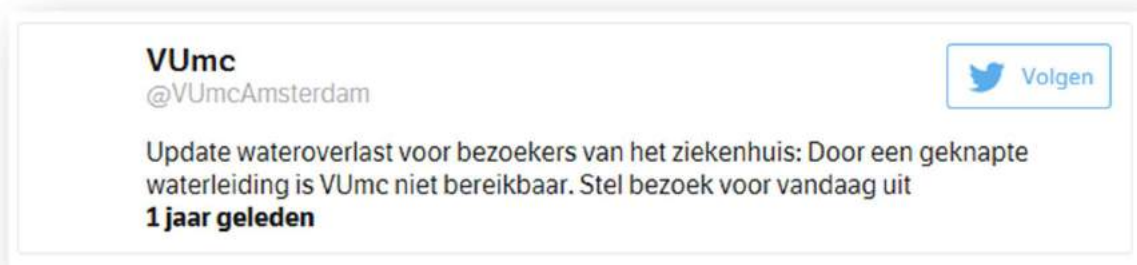 VUmc
@VUmcAmsterdam
Volgen
Update wateroverlast voor bezoekers van het ziekenhuis: Door een geknapte
waterleiding is VUmc niet bereikbaar. Stel bezoek voor vandaag uit
1 jaar geleden